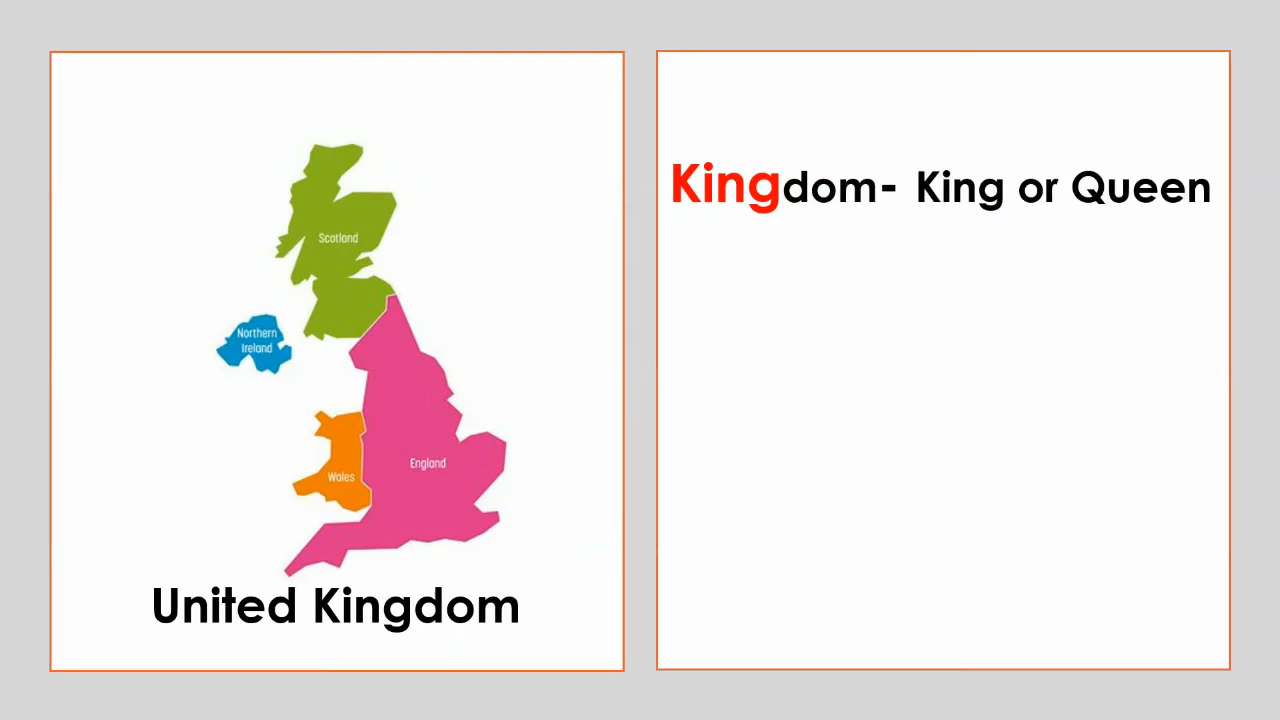 Scotland
Northern
Ireland
Wales
England
United Kingdom
Kingdom- King or Queen